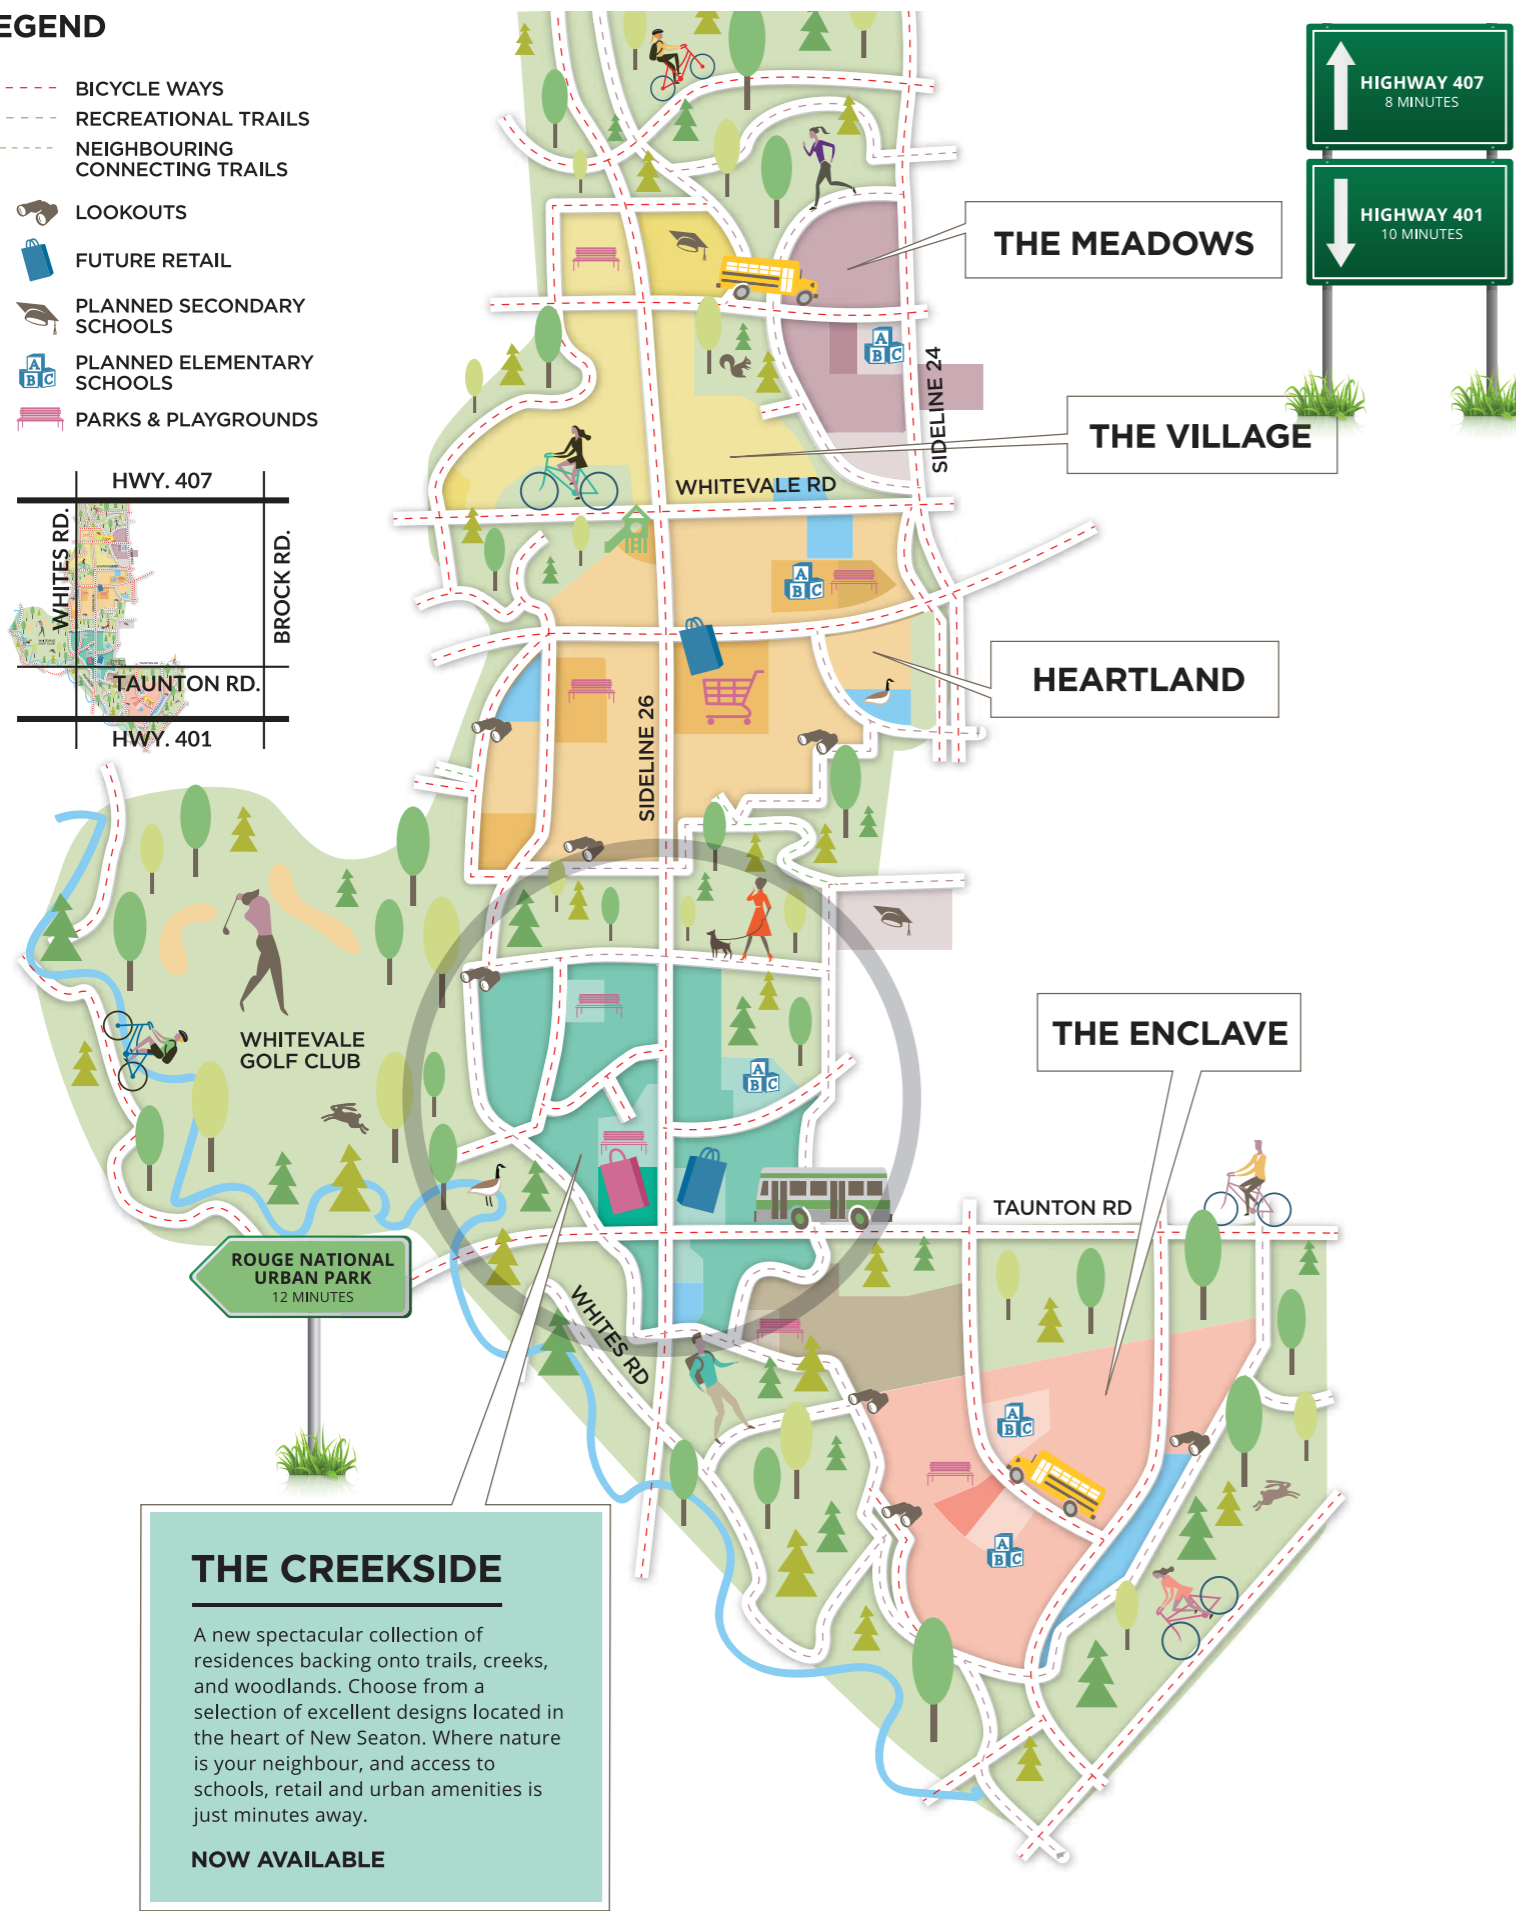 EGEND
BICYCLE WAYS
RECREATIONAL TRAILS
NEIGHBOURING
CONNECTING TRAILS
LOOKOUTS
FUTURE RETAIL
PLANNED SECONDARY
SCHOOLS
A
B C
PLANNED ELEMENTARY
SCHOOLS
PARKS & PLAYGROUNDS
HWY. 407
WHITES RD.
BROCK RD.
TAUNTON RD.
HWY. 401
HIGHWAY 407
8 MINUTES
HIGHWAY 401
10 MINUTES
THE MEADOWS
A
B C
SIDELINE 24
THE VILLAGE
WHITEVALE RD
A
B C
HEARTLAND
SIDELINE 26
WHITEVALE
GOLF CLUB
A
B C
THE ENCLAVE
TAUNTON RD
ROUGE NATIONAL
URBAN PARK
12 MINUTES
WHITES RD
A
B C
A
B C
THE CREEKSIDE
A new spectacular collection of
residences backing onto trails, creeks,
and woodlands. Choose from a
selection of excellent designs located in
the heart of New Seaton. Where nature
is your neighbour, and access to
schools, retail and urban amenities is
just minutes away.
NOW AVAILABLE